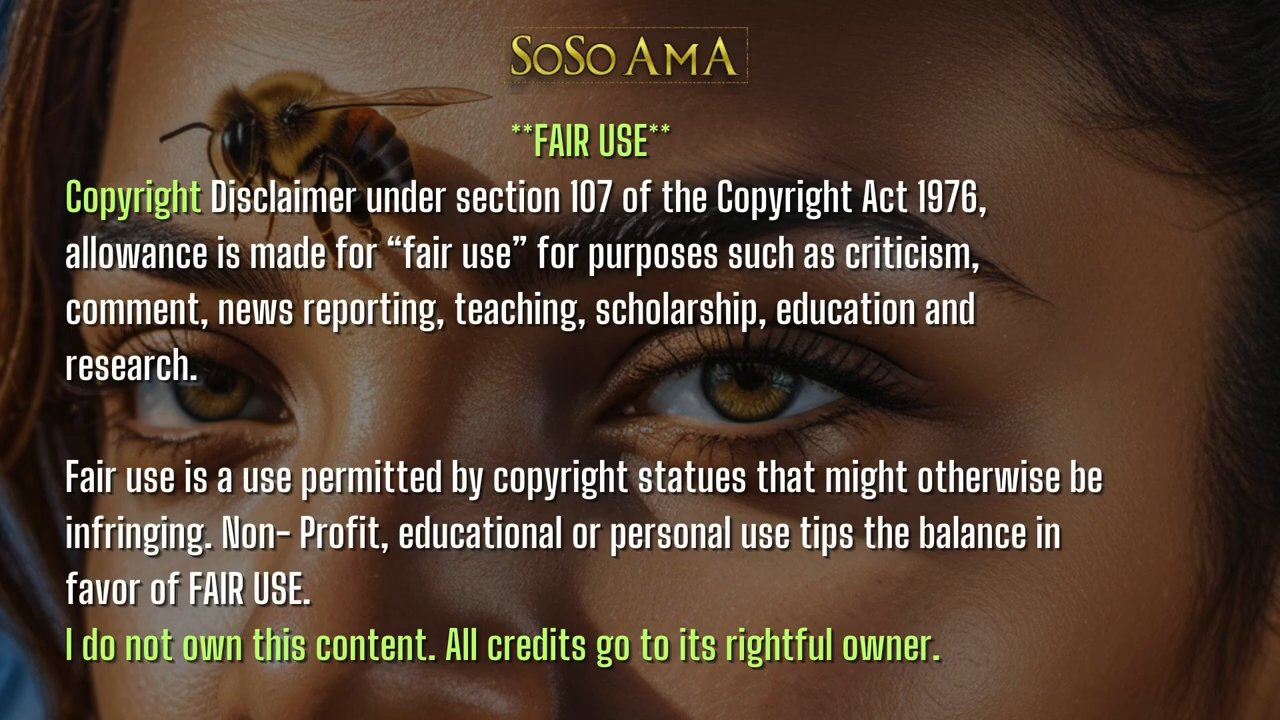 SoSo AmA
**FAIR USE**
Copyright Disclaimer under section 107 of the Copyright Act 1976,
allowance is made for “fair use” for purposes such as criticism,
comment, news reporting, teaching, scholarship, education and
research.
Fair use is a use permitted by copyright statues that might otherwise be
infringing. Non- Profit, educational or personal use tips the balance in
favor of FAIR USE.
I do not own this content. All credits go to its rightful owner.